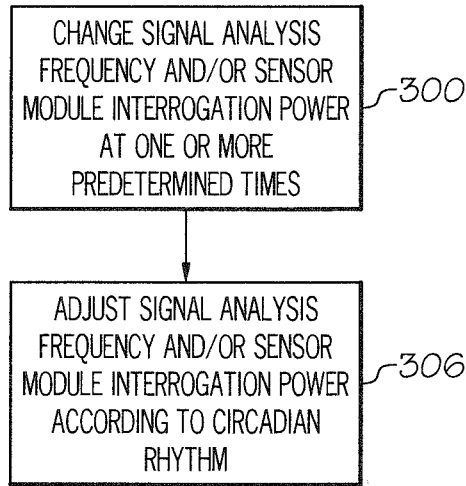 CHANGE SIGNAL ANALYSIS
FREQUENCY AND/OR SENSOR
MODULE INTERROGATION POWER
AT ONE OR MORE
PREDETERMINED TIMES
300
ADJUST SIGNAL ANALYSIS
FREQUENCY AND/OR SENSOR
MODULE INTERROGATION POWER
ACCORDING TO CIRCADIAN
RHYTHM
306